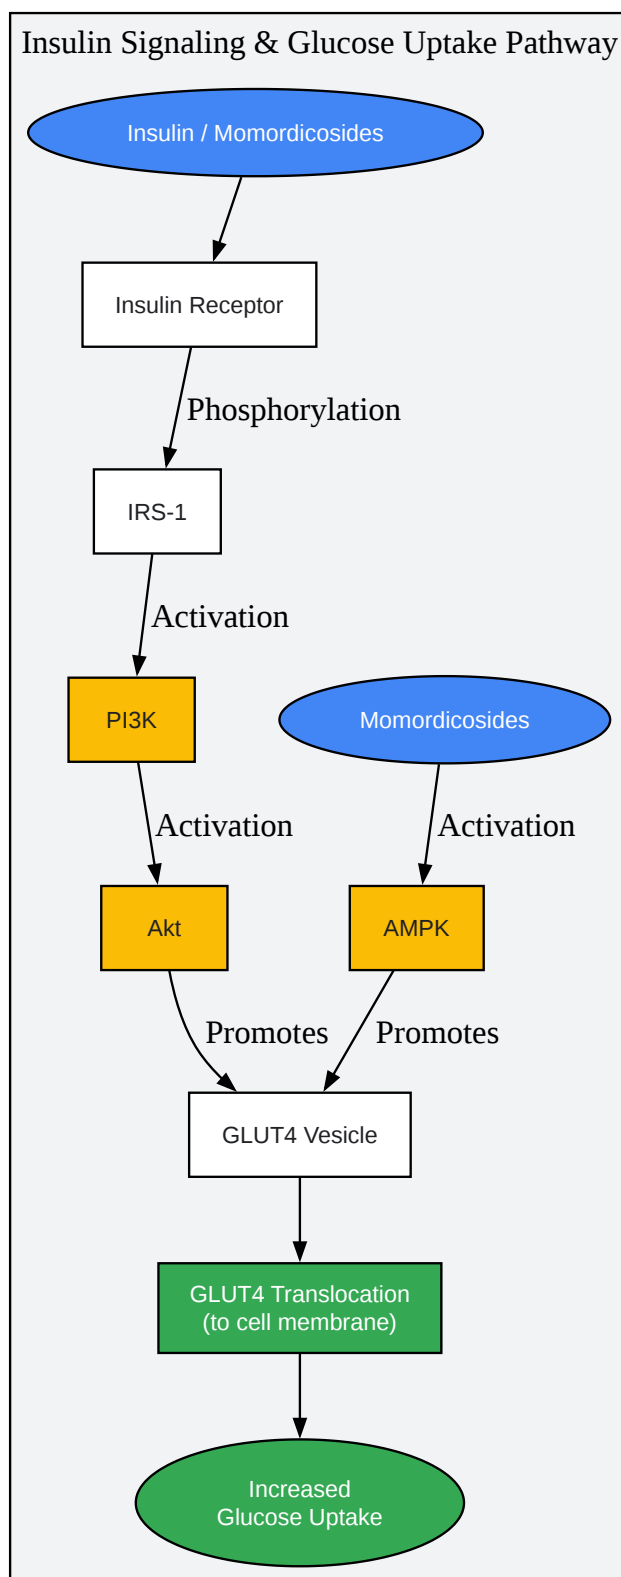 Insulin Signaling & Glucose Uptake Pathway
Insulin / Momordicosides
Insulin Receptor
Phosphorylation
IRS-1
Activation
PI3K
Momordicosides
Activation
Activation
Akt
AMPK
Promotes
Promotes
GLUT4 Vesicle
GLUT4 Translocation
(to cell membrane)
Increased
Glucose Uptake